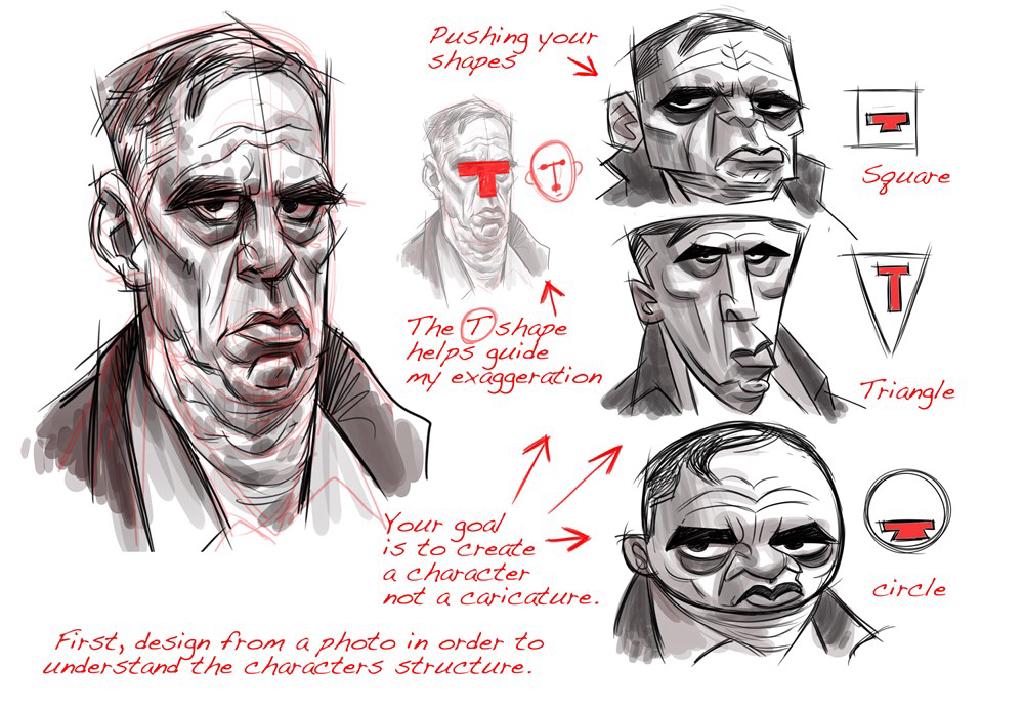 Pushing your
shapes
T
T
The T shape
helps guide
my exaggeration
T
Square
T
Triangle
T
circle
Your goal
is to create
a character
not a caricature.
First, design from a photo in order to
understand the characters structure.